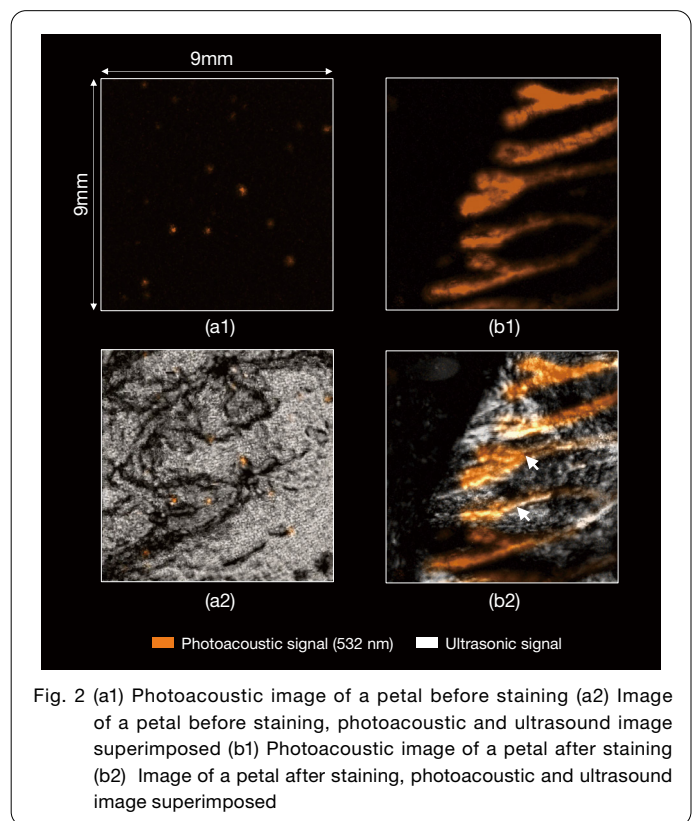 9mm
9mm
(a1)
(b1)
(a2)
(b2)
Photoacoustic signal (532 nm)
Ultrasonic signal
Fig. 2 (a1) Photoacoustic image of a petal before staining (a2) Image
of a petal before staining, photoacoustic and ultrasound image
superimposed (b1) Photoacoustic image of a petal after staining
(b2) Image of a petal after staining, photoacoustic and ultrasound
image superimposed